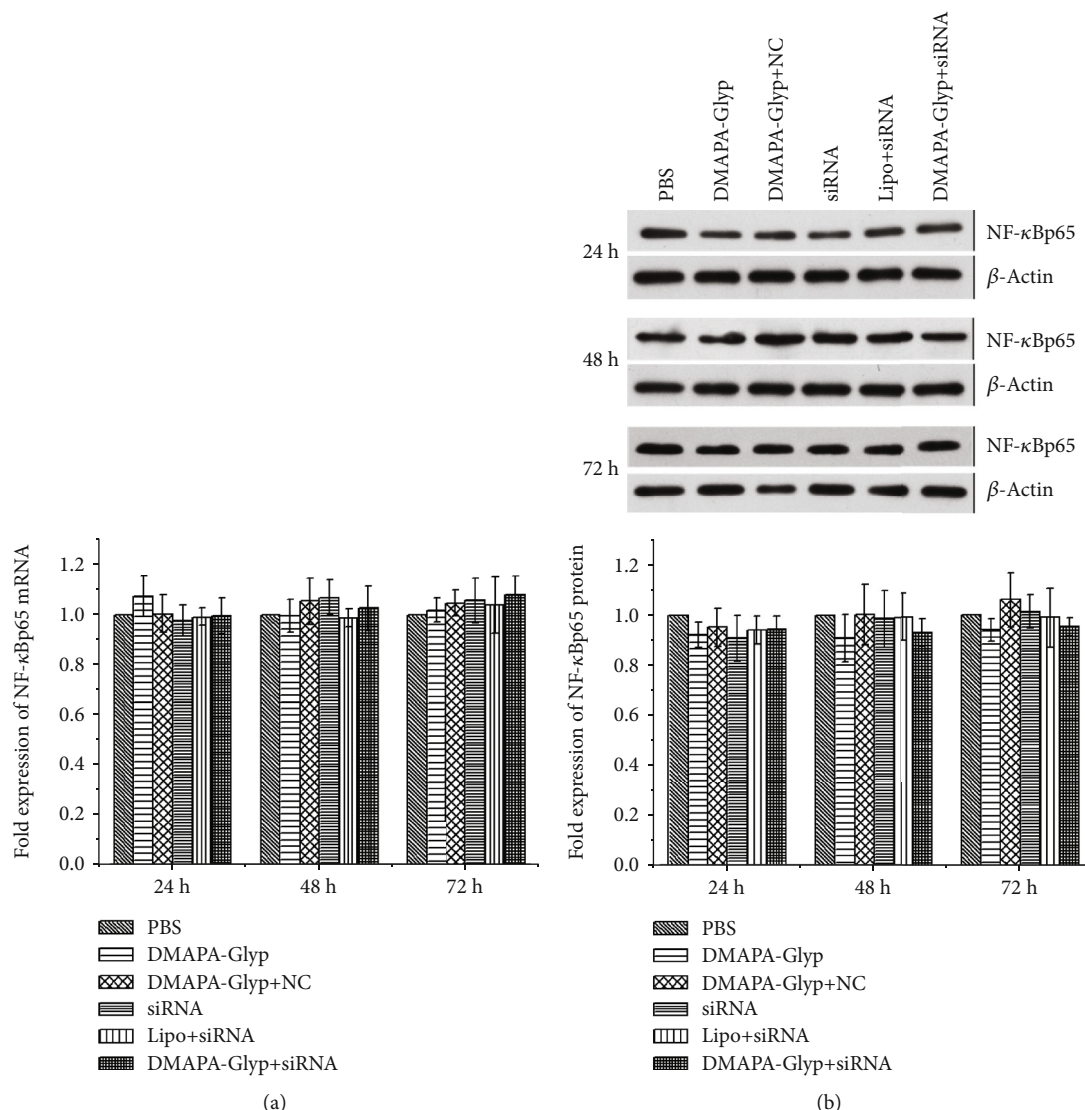 PBS
DMAPA-Glyp
DMAPA-Glyp+NC
siRNA
Lipo+siRNA
DMAPA-Glyp+siRNA
24 h
NF-κBp65
β-Actin
48 h
NF-κBp65
β-Actin
72 h
NF-κBp65
β-Actin
Fold expression of NF-κBp65 mRNA
1.2
1.0
0.8
0.6
0.4
0.2
0.0
24 h 48 h 72 h
PBS
DMAPA-Glyp
DMAPA-Glyp+NC
siRNA
Lipo+siRNA
DMAPA-Glyp+siRNA
(a)
Fold expression of NF-κBp65 protein
1.2
1.0
0.8
0.6
0.4
0.2
0.0
24 h 48 h 72 h
PBS
DMAPA-Glyp
DMAPA-Glyp+NC
siRNA
Lipo+siRNA
DMAPA-Glyp+siRNA
(b)